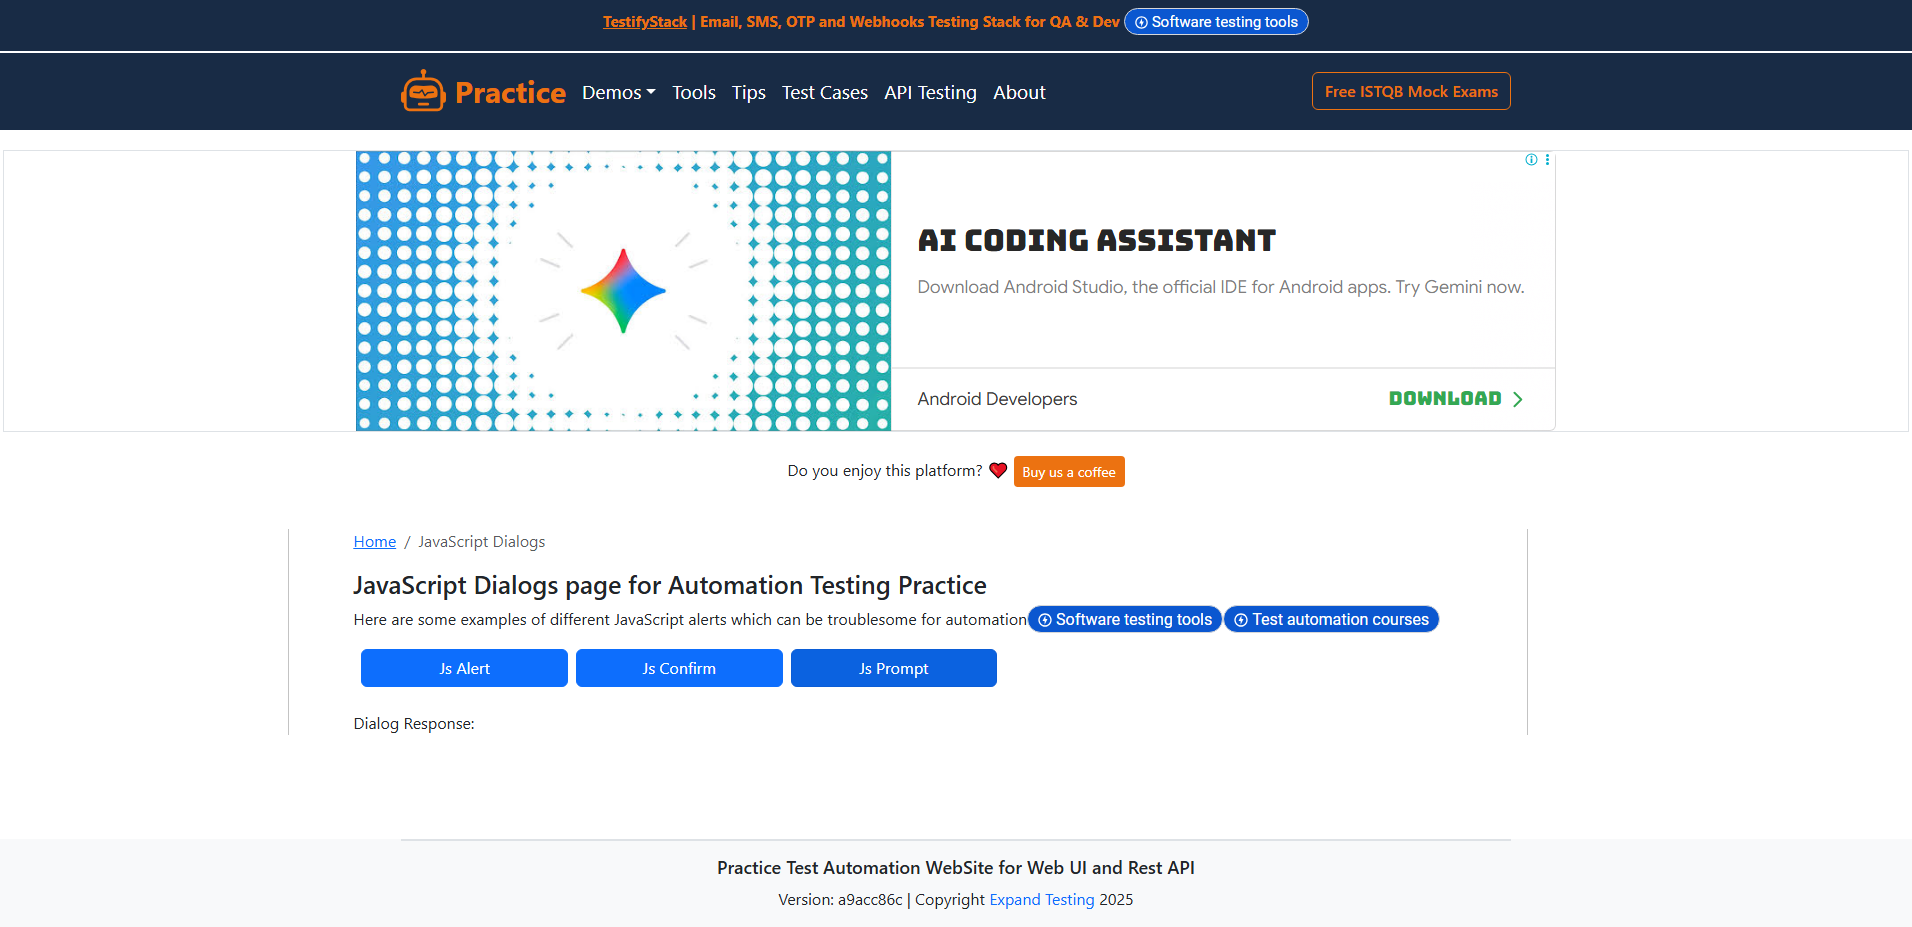 TestifyStack | Email, SMS, OTP and Webhooks Testing Stack for QA & Dev Software testing tools
Practice Demos Tools Tips Test Cases API Testing About Free ISTQB Mock Exams
AI CODING ASSISTANT
Download Android Studio, the official IDE for Android apps. Try Gemini now.
Android Developers DOWNLOAD
Do you enjoy this platform? Buy us a coffee
Home / JavaScript Dialogs
JavaScript Dialogs page for Automation Testing Practice
Here are some examples of different JavaScript alerts which can be troublesome for automation Software testing tools Test automation courses
Js Alert Js Confirm Js Prompt
Dialog Response:
Practice Test Automation WebSite for Web UI and Rest API
Version: a9acc86c | Copyright Expand Testing 2025